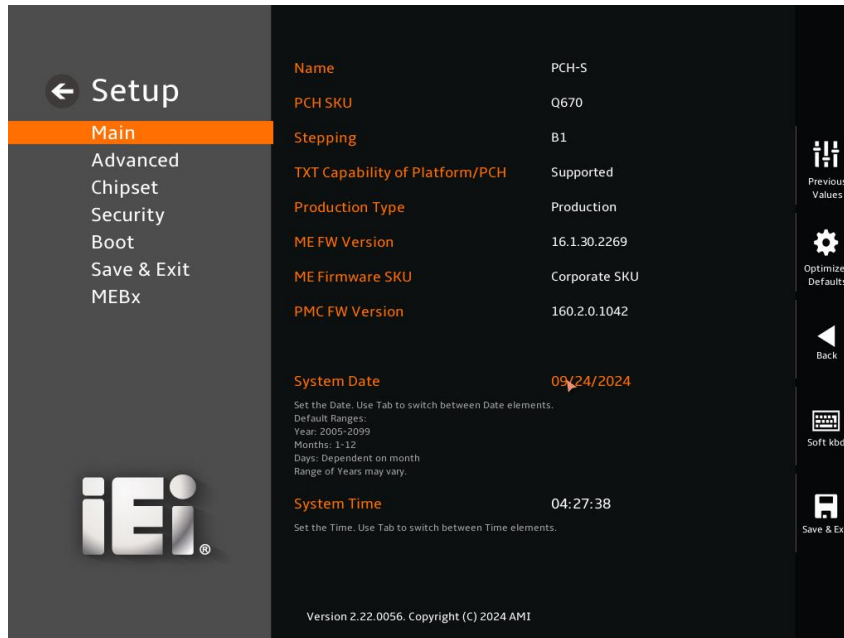 Setup
Main
Advanced
Chipset
Security
Boot
Save & Exit
MEBx
iEi®
Name PCH-S
PCH SKU Q670
Stepping B1
TXT Capability of Platform/PCH Supported
Production Type Production
ME FW Version 16.1.30.2269
ME Firmware SKU Corporate SKU
PMC FW Version 160.2.0.1042
System Date 09/24/2024
Set the Date. Use Tab to switch between Date elements.
Default Ranges:
Year: 2005-2099
Months: 1-12
Days: Dependent on month
Range of Years may vary.
System Time 04:27:38
Set the Time. Use Tab to switch between Time elements.
Version 2.22.0056. Copyright (C) 2024 AMI
Previous
Values
Optimize
Defaults
Back
Soft kbd
Save & Ex